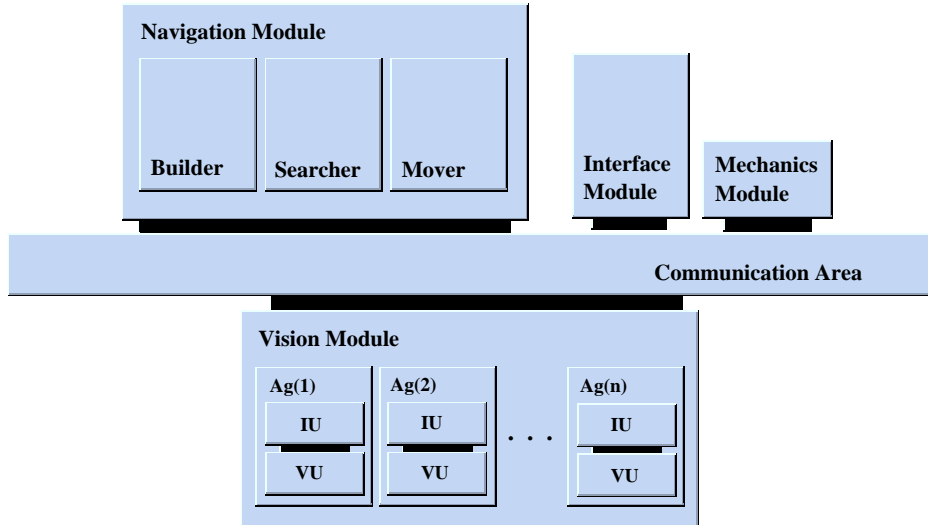 Navigation Module
Builder
Searcher
Mover
Interface
Module
Mechanics
Module
Communication Area
Vision Module
Ag(1)
IU
VU
Ag(2)
IU
VU
. . .
Ag(n)
IU
VU